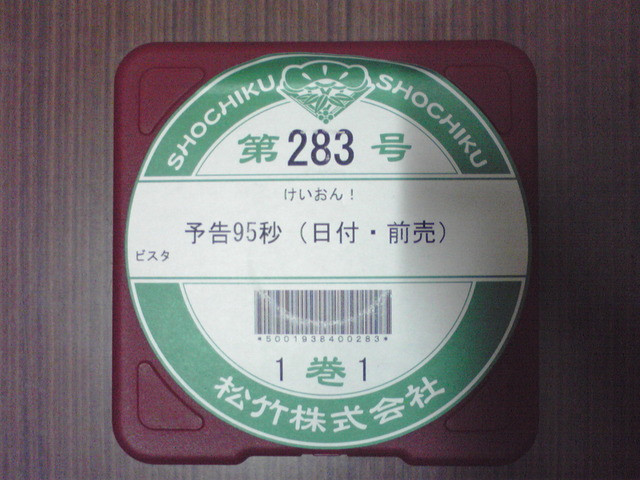 SHOCHIKU SHOCHIKU
第283号
けいおん！
予告95秒（日付・前売）
ビスタ
*5001938400283*
1巻1
松竹株式会社